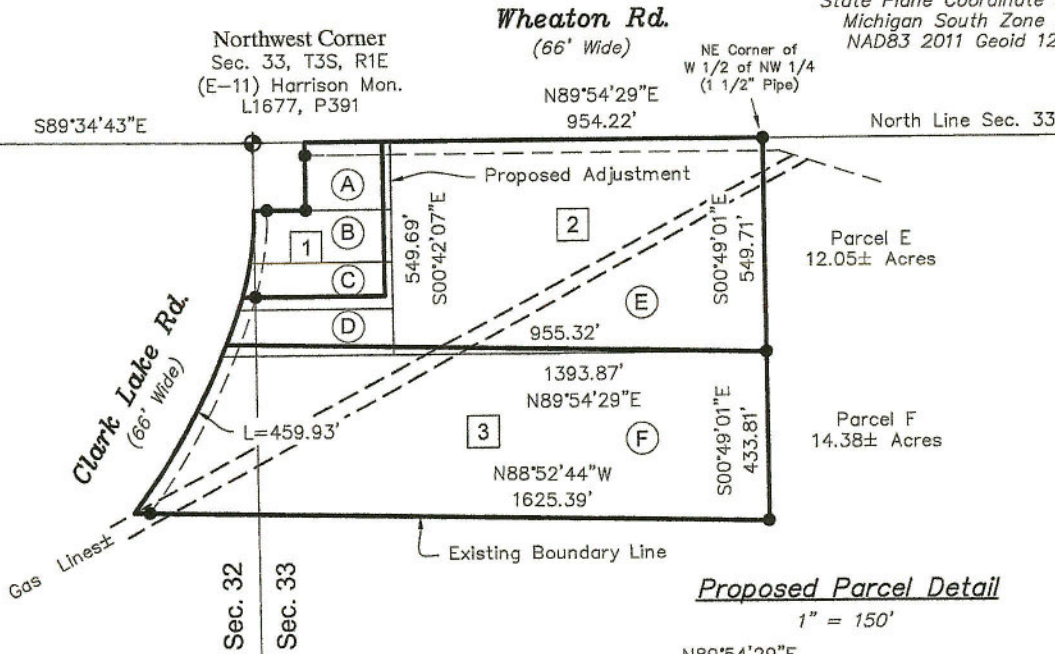 State Plane Coordinate
Michigan South Zone
NAD83 2011 Geoid 12
Wheaton Rd.
(66' Wide)
Northwest Corner
Sec. 33, T3S, R1E
(E-11) Harrison Mon.
L1677, P391
NE Corner of
W 1/2 of NW 1/4
(1 1/2" Pipe)
S89°34'43"E
N89°54'29"E
954.22'
North Line Sec. 33
Proposed Adjustment
A
B
C
D
1
2
549.69'
S00°42'07"E
S00°49'01"E
549.71'
Parcel E
12.05± Acres
E
955.32'
Clark Lake Rd.
(66' Wide)
L=459.93'
1393.87'
N89°54'29"E
3
F
S00°49'01"E
433.81'
Parcel F
14.38± Acres
N88°52'44"W
1625.39'
Existing Boundary Line
Gas Lines±
Sec. 32
Sec. 33
Proposed Parcel Detail
1" = 150'
N89°54'29"E